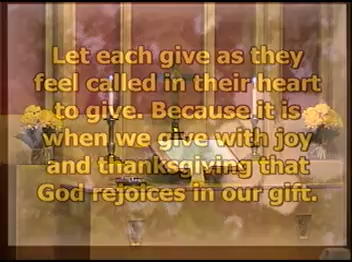 Let each give as they
feel called in their heart
to give. Because it is
when we give with joy
and thanksgiving that
God rejoices in our gift.